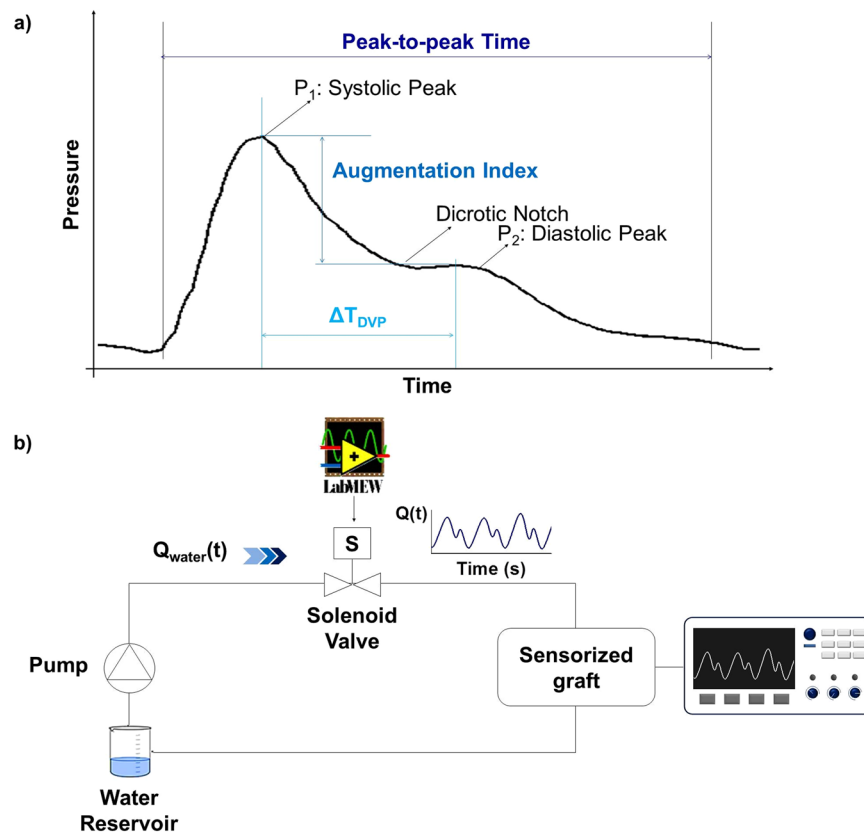 a)
Peak-to-peak Time
P1: Systolic Peak
Augmentation Index
Dicrotic Notch
P2: Diastolic Peak
ΔTDVP
Pressure
Time
b)
LabVIEW
Q(t)
Qwater(t)
S
Time (s)
Solenoid
Valve
Pump
Sensorized
graft
Water
Reservoir